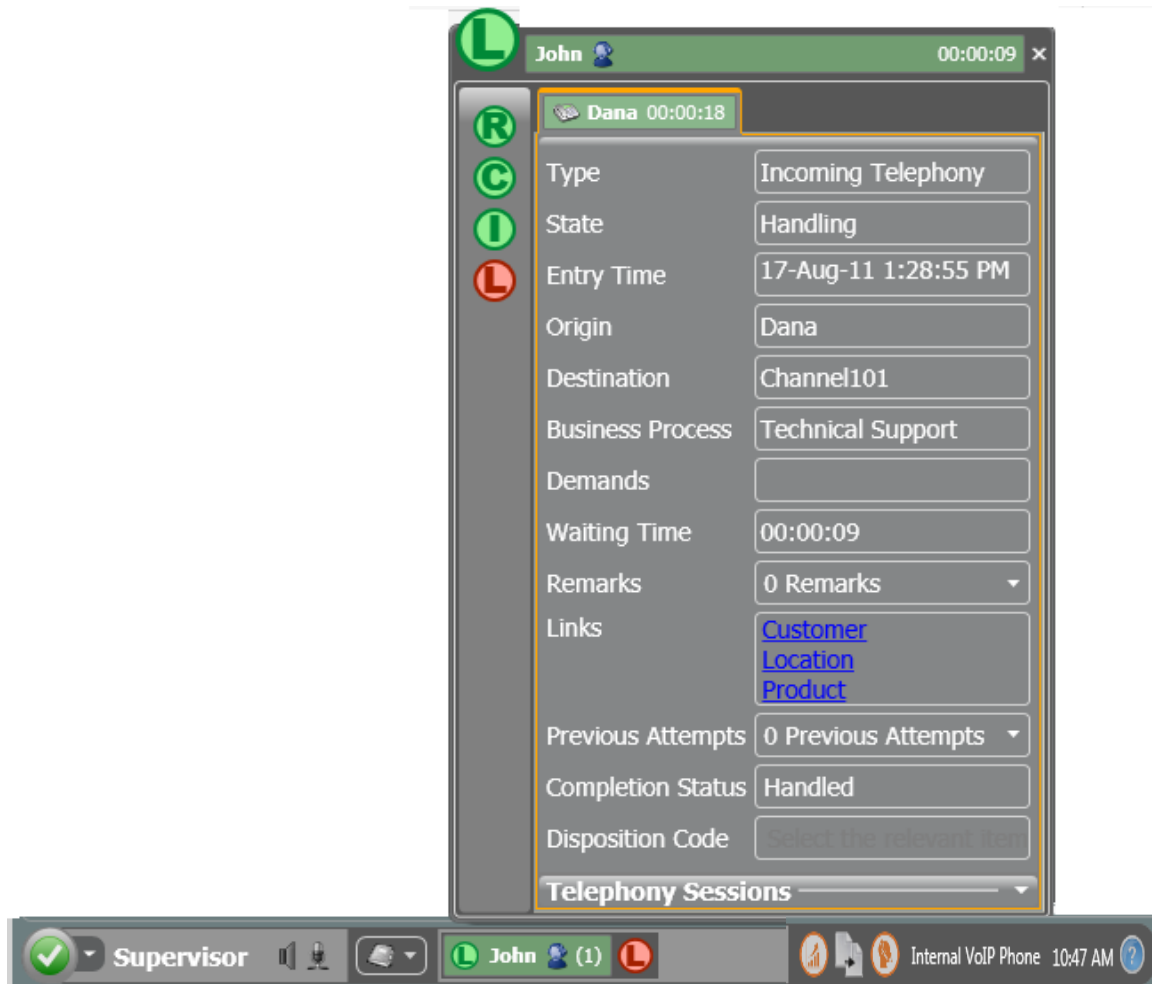 L
John 00:00:09 ×
R
C
I
L
Dana 00:00:18
Type Incoming Telephony
State Handling
Entry Time 17-Aug-11 1:28:55 PM
Origin Dana
Destination Channel101
Business Process Technical Support
Demands
Waiting Time 00:00:09
Remarks 0 Remarks
Links Customer
Location
Product
Previous Attempts 0 Previous Attempts
Completion Status Handled
Disposition Code Select the relevant item
Telephony Sessions
Supervisor L John (1) L Internal VoIP Phone 10:47 AM ?